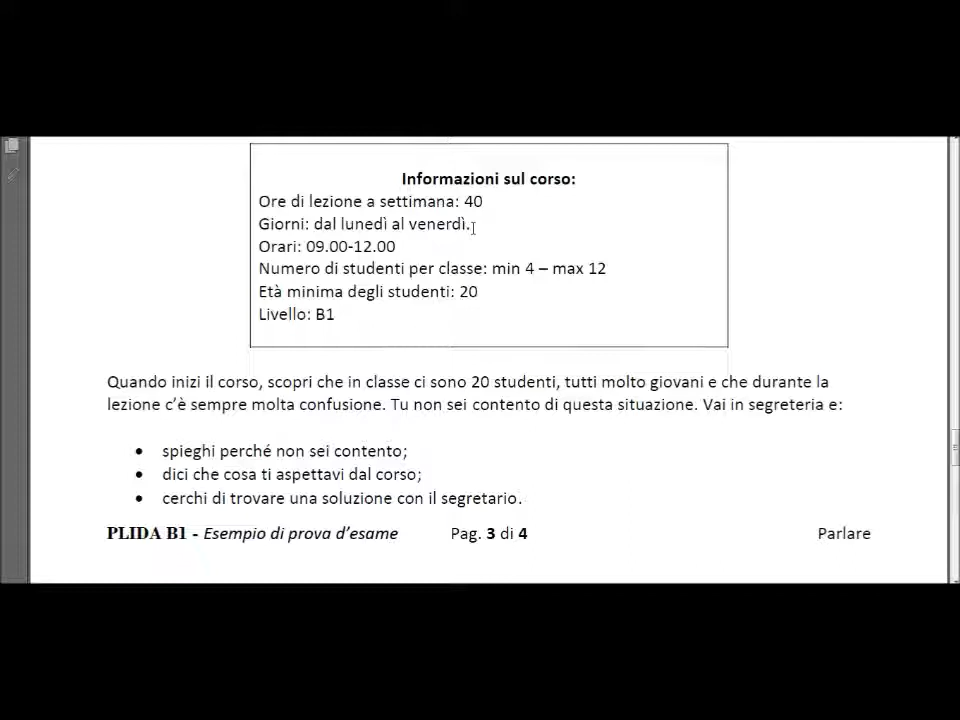 Informazioni sul corso:
Ore di lezione a settimana: 40
Giorni: dal lunedì al venerdì.
Orari: 09.00-12.00
Numero di studenti per classe: min 4 – max 12
Età minima degli studenti: 20
Livello: B1
Quando inizi il corso, scopri che in classe ci sono 20 studenti, tutti molto giovani e che durante la
lezione c'è sempre molta confusione. Tu non sei contento di questa situazione. Vai in segreteria e:
• spieghi perché non sei contento;
• dici che cosa ti aspettavi dal corso;
• cerchi di trovare una soluzione con il segretario.
PLIDA B1 - Esempio di prova d'esame Pag. 3 di 4 Parlare